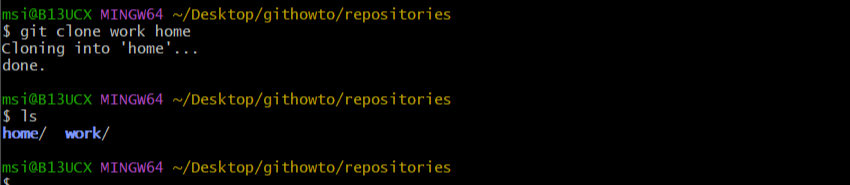 msi@B13UCX MINGW64 ~/Desktop/githowto/repositories
$ git clone work home
Cloning into 'home'...
done.
msi@B13UCX MINGW64 ~/Desktop/githowto/repositories
$ ls
home/  work/
msi@B13UCX MINGW64 ~/Desktop/githowto/repositories
$